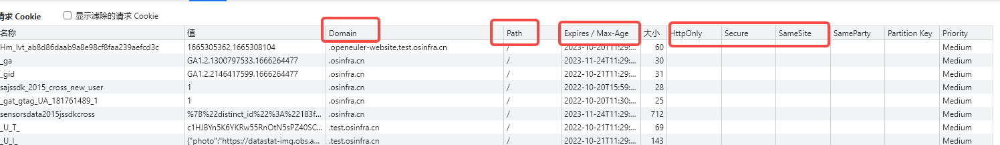 请求 Cookie 显示滤除的请求 Cookie
名称 值 Domain Path Expires / Max-Age 大小 HttpOnly Secure SameSite SameParty Partition Key Priority
Hm_lvt_ab8d86daab9a8e98cf8faa239aefcd3c 1665305362,1665308104 .openeuler-website.test.osinfra.cn / 2023-10-20T11:29:... 60 Medium
_ga GA1.2.1300797533.1666264477 .osinfra.cn / 2023-11-24T11:29:... 30 Medium
_gid GA1.2.2146417599.1666264477 .osinfra.cn / 2022-10-21T11:29:... 31 Medium
sajssdk_2015_cross_new_user 1 .osinfra.cn / 2022-10-20T15:59:... 28 Medium
_gat_gtag_UA_181761489_1 1 .osinfra.cn / 2022-10-20T11:30:... 25 Medium
sensorsdata2015jssdkcross %7B%22distinct_id%22%3A%22183f... .osinfra.cn / 2023-11-24T11:29:... 712 Medium
_U_T_ c1HJBYn5K6YKRw55RnOtN5sPZ40SC... .test.osinfra.cn / 2022-10-21T11:29:... 69 Medium
_U_I_ {"photo":"https://datastat-img.obs.a... .test.osinfra.cn / 2022-10-21T11:29:... 143 Medium